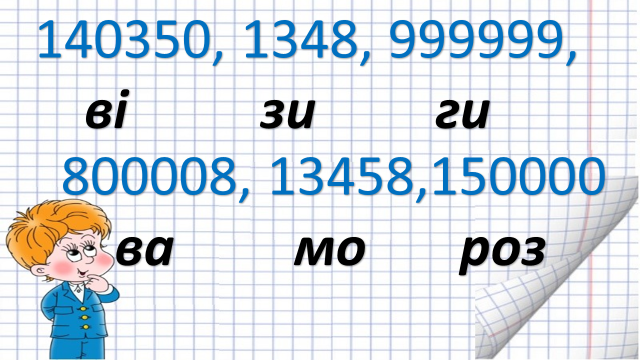 140350, 1348, 999999,
ві зи ги
800008, 13458,150000
ва мо роз